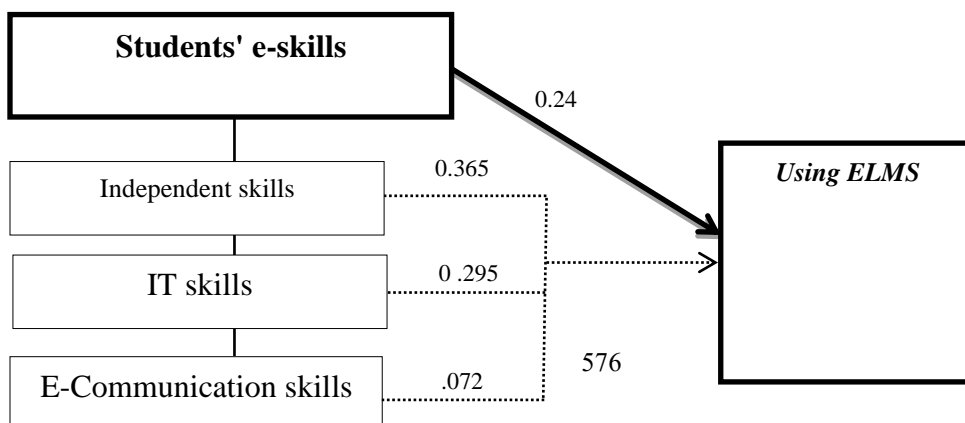 Students' e-skills
0.24
Using ELMS
0.365
Independent skills
IT skills
0 .295
576
E-Communication skills
.072